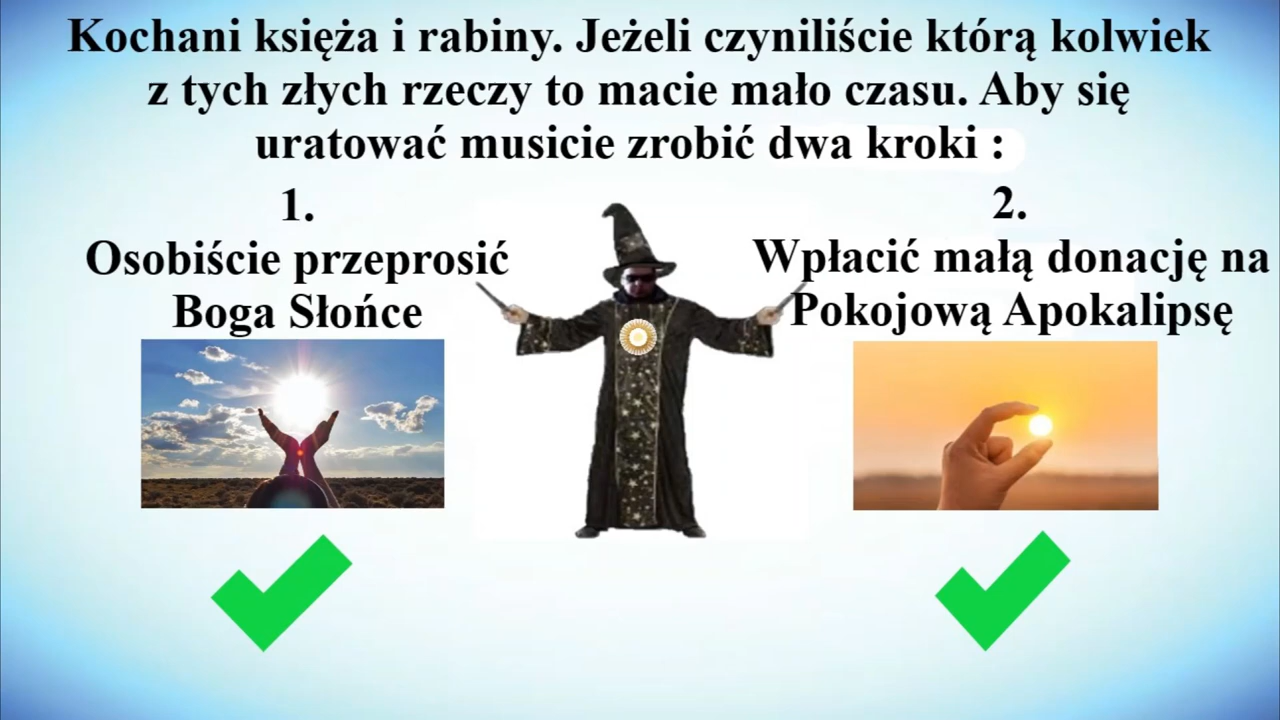 Kochani księża i rabiny. Jeżeli czyniliście którą kolwiek
z tych złych rzeczy to macie mało czasu. Aby się
uratować musicie zrobić dwa kroki :
1.
Osobiście przeprosić
Boga Słońce
2.
Wpłacić małą donację na
Pokojową Apokalipsę